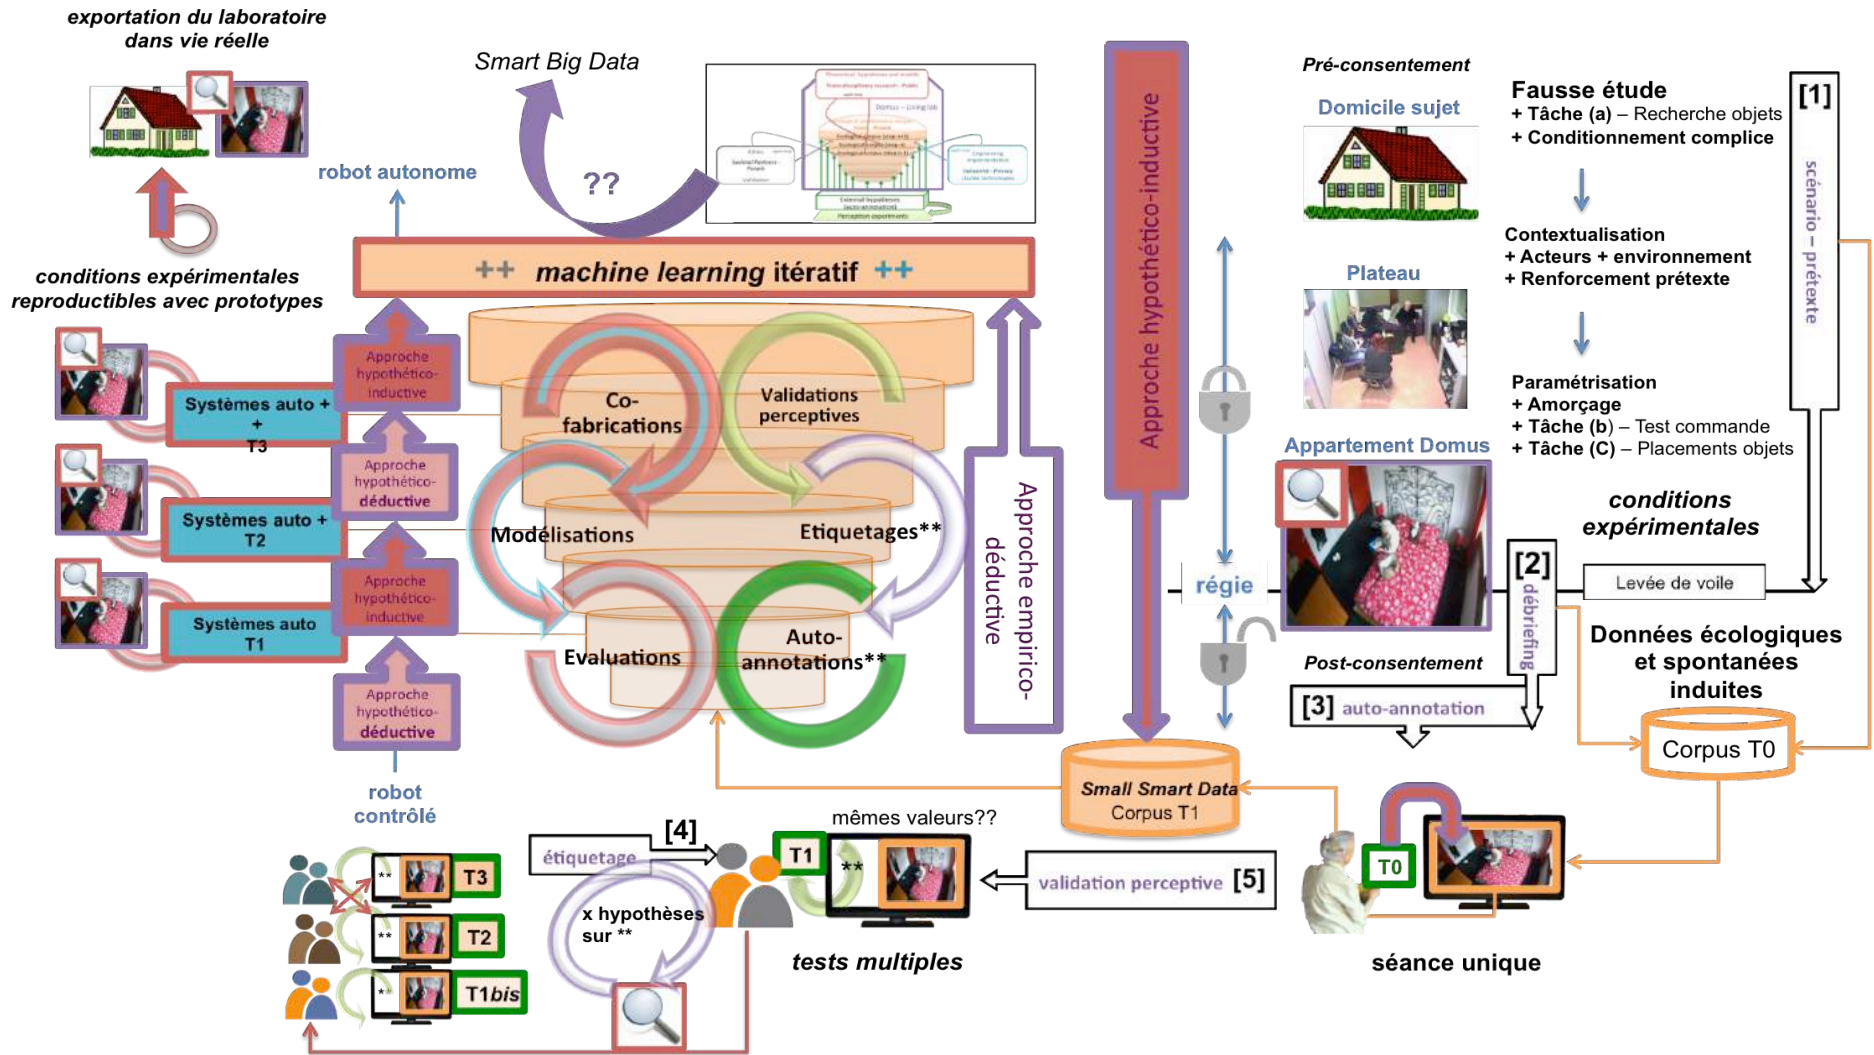 exportation du laboratoire
dans vie réelle
Smart Big Data
??
robot autonome
++ machine learning itératif ++
conditions expérimentales
reproductibles avec prototypes
Approche
hypothético-
inductive
Systèmes auto +
+
T3
Approche
hypothético-
déductive
Systèmes auto +
T2
Approche
hypothético-
inductive
Systèmes auto
T1
Approche
hypothético-
déductive
robot
contrôlé
Co-
fabrications
Validations
perceptives
Modélisations
Etiquetages**
Evaluations
Auto-
annotations**
Approche empirico-
déductive
Domus – Living lab
Perception experiments
Approche hypothético-inductive
Pré-consentement
Domicile sujet
Plateau
Appartement Domus
régie
Post-consentement
Fausse étude
+ Tâche (a) – Recherche objets
+ Conditionnement complice
Contextualisation
+ Acteurs + environnement
+ Renforcement prétexte
Paramétrisation
+ Amorçage
+ Tâche (b) – Test commande
+ Tâche (C) – Placements objets
[1]
scénario – prétexte
conditions
expérimentales
[2]
débriefing
Levée de voile
[3] auto-annotation
Données écologiques
et spontanées
induites
Corpus T0
Small Smart Data
Corpus T1
mêmes valeurs??
[4]
étiquetage
T1
**
validation perceptive [5]
x hypothèses
sur **
tests multiples
T0
séance unique
**
T3
**
T2
**
T1bis